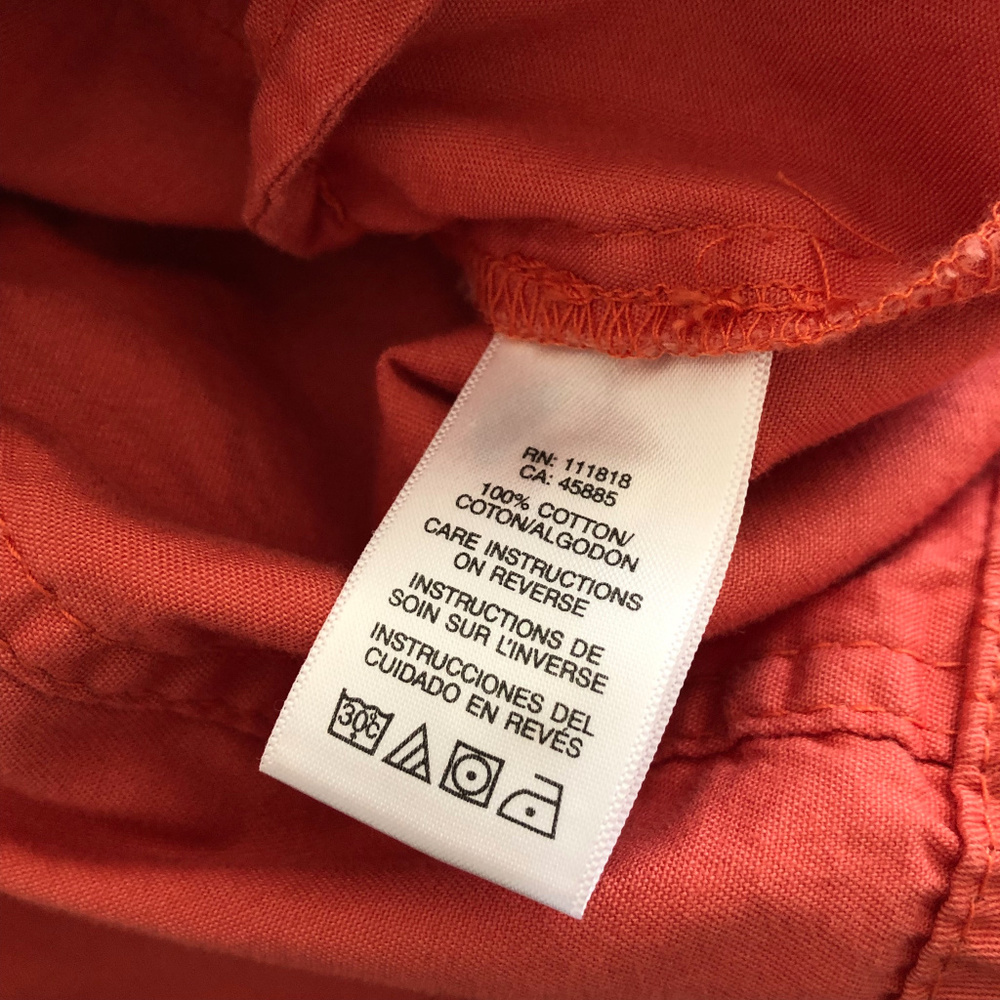 RN: 111818
CA: 45885
100% COTTON/
COTON/ALGODON
CARE INSTRUCTIONS
ON REVERSE
INSTRUCTIONS DE
SOIN SUR L'INVERSE
INSTRUCCIONES DEL
CUIDADO EN REVÉS
30°C